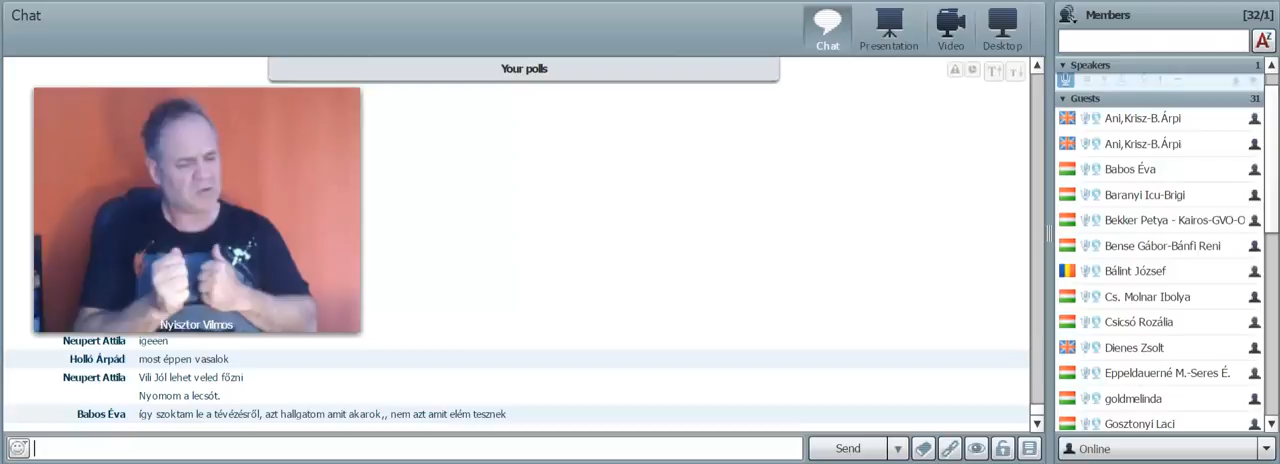 Chat
Chat
Presentation
Video
Desktop
Members
[32/1]
Your polls
Speakers 1
Guests 31
Ani,Krisz-B.Árpi
Ani,Krisz-B.Árpi
Babos Éva
Baranyi Icu-Brigi
Bekker Petya - Kairos-GVO-O
Bense Gábor-Bánfi Reni
Bálint József
Cs. Molnar Ibolya
Csicsó Rozália
Dienes Zsolt
Eppeldauerné M.-Seres É.
goldmelinda
Gosztonyi Laci
Nyisztor Vilmos
Neupert Attila igeeen
Holló Árpád most éppen vasalok
Neupert Attila Vili Jól lehet veled főzni
Nyomom a lecsót.
Babos Éva így szoktam le a tévézésről, azt hallgatom amit akarok,, nem azt amit elém tesznek
Send
Online